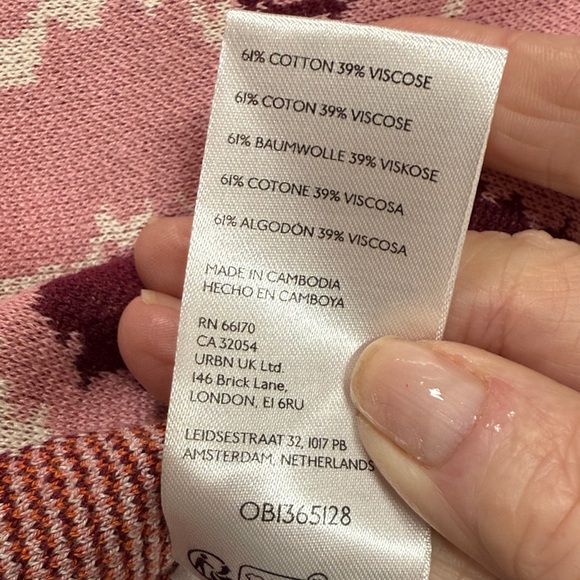 61% COTTON 39% VISCOSE
61% COTON 39% VISCOSE
61% BAUMWOLLE 39% VISKOSE
61% COTONE 39% VISCOSA
61% ALGODÓN 39% VISCOSA
MADE IN CAMBODIA
HECHO EN CAMBOYA
RN 66170
CA 32054
URBN UK Ltd.
146 Brick Lane,
LONDON, E1 6RU
LEIDSESTRAAT 32, 1017 PB
AMSTERDAM, NETHERLANDS
OB1365128